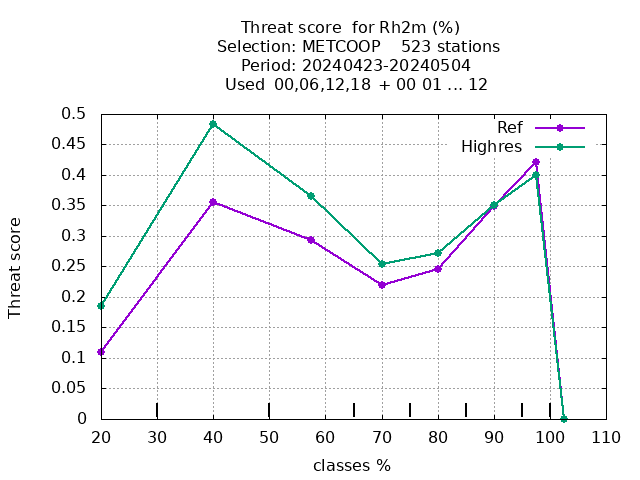 Threat score  for Rh2m (%)
Selection: METCOOP    523 stations
Period: 20240423-20240504
Used  00,06,12,18 + 00 01 ... 12
0.5
0.45
0.4
0.35
0.3
0.25
0.2
0.15
0.1
0.05
0
Threat score
Ref
Highres
20 30 40 50 60 70 80 90 100 110
classes %